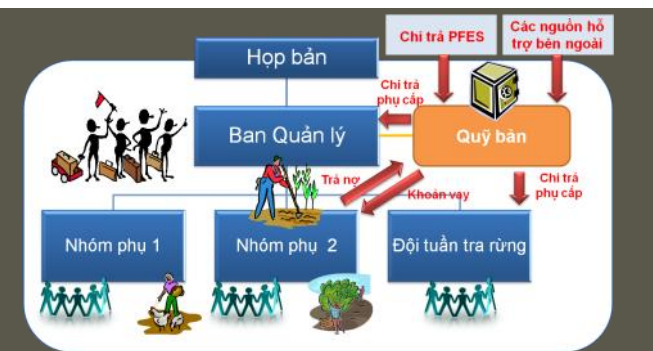 Chi trả PFES
Các nguồn hỗ
trợ bên ngoài
Họp bản
Chi trả
phụ cấp
Ban Quản lý
Quỹ bản
Trả nợ
Khoản vay
Chi trả
phụ cấp
Nhóm phụ 1
Nhóm phụ 2
Đội tuần tra rừng